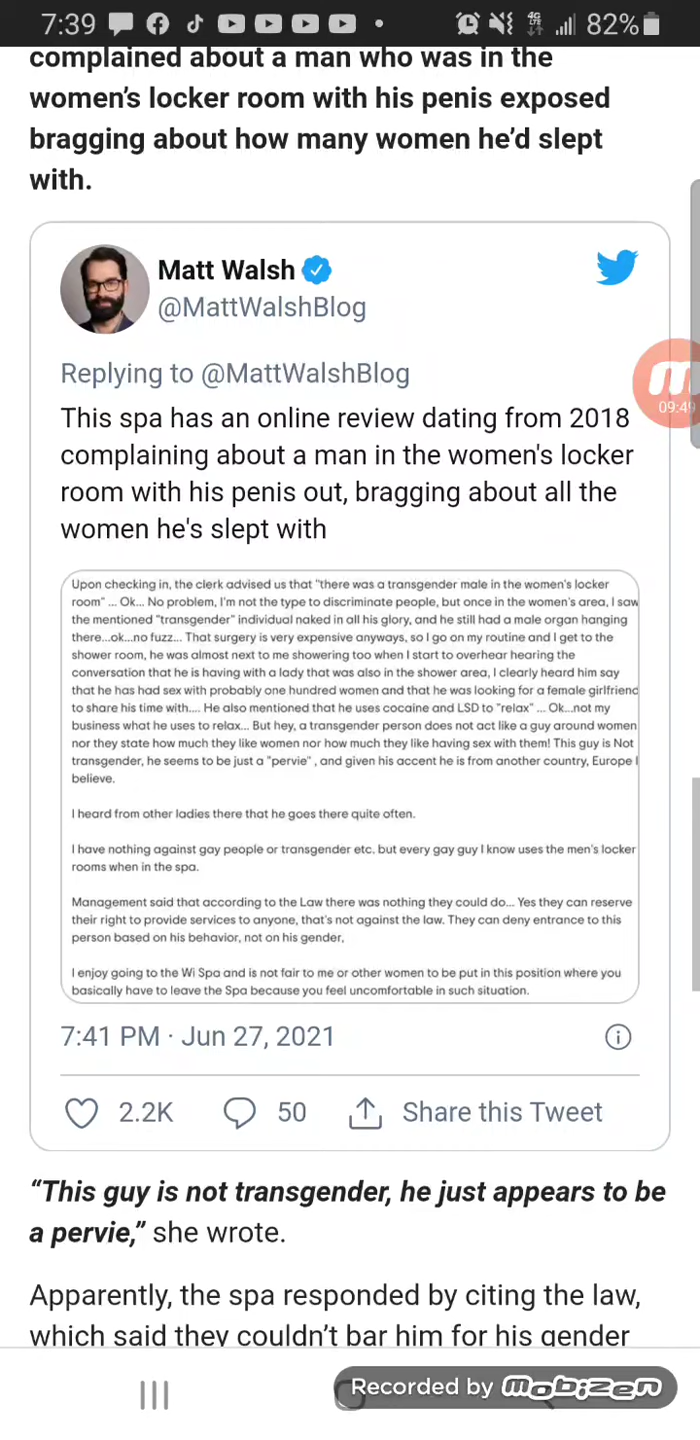 7:39
82%
complained about a man who was in the
women's locker room with his penis exposed
bragging about how many women he'd slept
with.
Matt Walsh
@MattWalshBlog
Replying to @MattWalshBlog
09:49
This spa has an online review dating from 2018
complaining about a man in the women's locker
room with his penis out, bragging about all the
women he's slept with
Upon checking in, the clerk advised us that "there was a transgender male in the women's locker
room" ... Ok... No problem, I'm not the type to discriminate people, but once in the women's area, I saw
the mentioned "transgender" individual naked in all his glory, and he still had a male organ hanging
there...ok...no fuzz... That surgery is very expensive anyways, so I go on my routine and I get to the
shower room, he was almost next to me showering too when I start to overhear hearing the
conversation that he is having with a lady that was also in the shower area, I clearly heard him say
that he has had sex with probably one hundred women and that he was looking for a female girlfriend
to share his time with.... He also mentioned that he uses cocaine and LSD to "relax" ... Ok...not my
business what he uses to relax... But hey, a transgender person does not act like a guy around women
nor they state how much they like women nor how much they like having sex with them! This guy is Not
transgender, he seems to be just a "pervie" , and given his accent he is from another country, Europe I
believe.
I heard from other ladies there that he goes there quite often.
I have nothing against gay people or transgender etc. but every gay guy I know uses the men's locker
rooms when in the spa.
Management said that according to the Law there was nothing they could do... Yes they can reserve
their right to provide services to anyone, that's not against the law. They can deny entrance to this
person based on his behavior, not on his gender,
I enjoy going to the Wi Spa and is not fair to me or other women to be put in this position where you
basically have to leave the Spa because you feel uncomfortable in such situation.
7:41 PM · Jun 27, 2021
2.2K
50
Share this Tweet
"This guy is not transgender, he just appears to be
a pervie," she wrote.
Apparently, the spa responded by citing the law,
which said they couldn't bar him for his gender
Recorded by mobizen